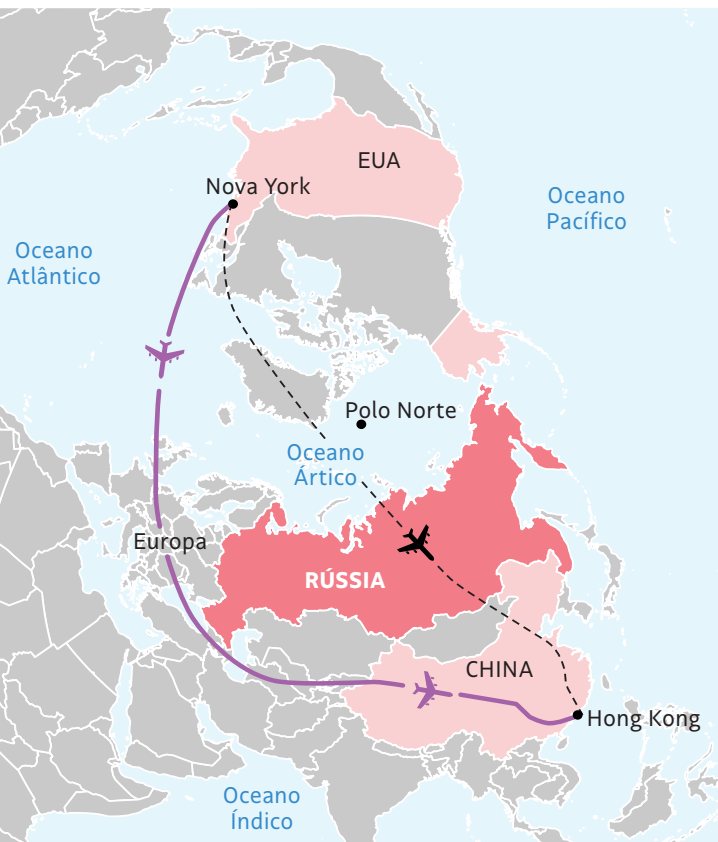 EUA
Nova York
Oceano
Pacífico
Oceano
Atlântico
Polo Norte
Oceano
Ártico
Europa
RÚSSIA
CHINA
Hong Kong
Oceano
Índico